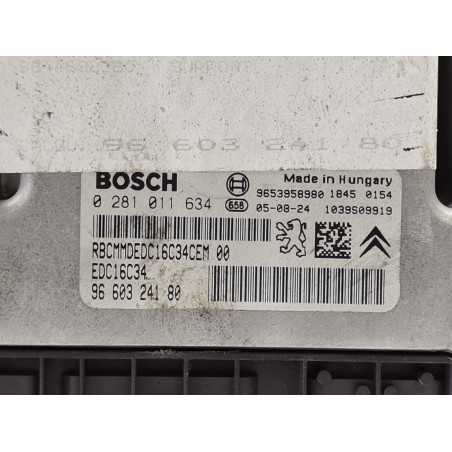 SUPPORT
96 603 241 80
BOSCH
Made in Hungary
9653958980 1845 0154
0 281 011 634
658
05-08-24
1039S09919
RBCMMDEDC16C34CEM 00
EDC16C34
96 603 241 80